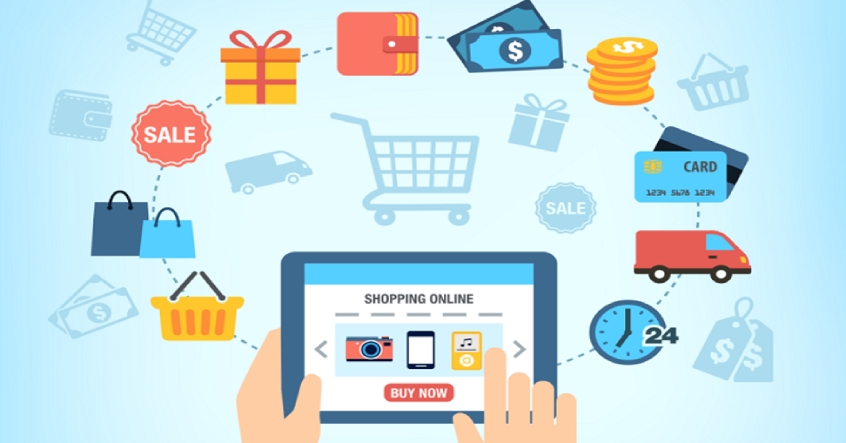 $
$
SALE
CARD
1234 5678 1234
SALE
$
SHOPPING ONLINE
24
$ $
BUY NOW